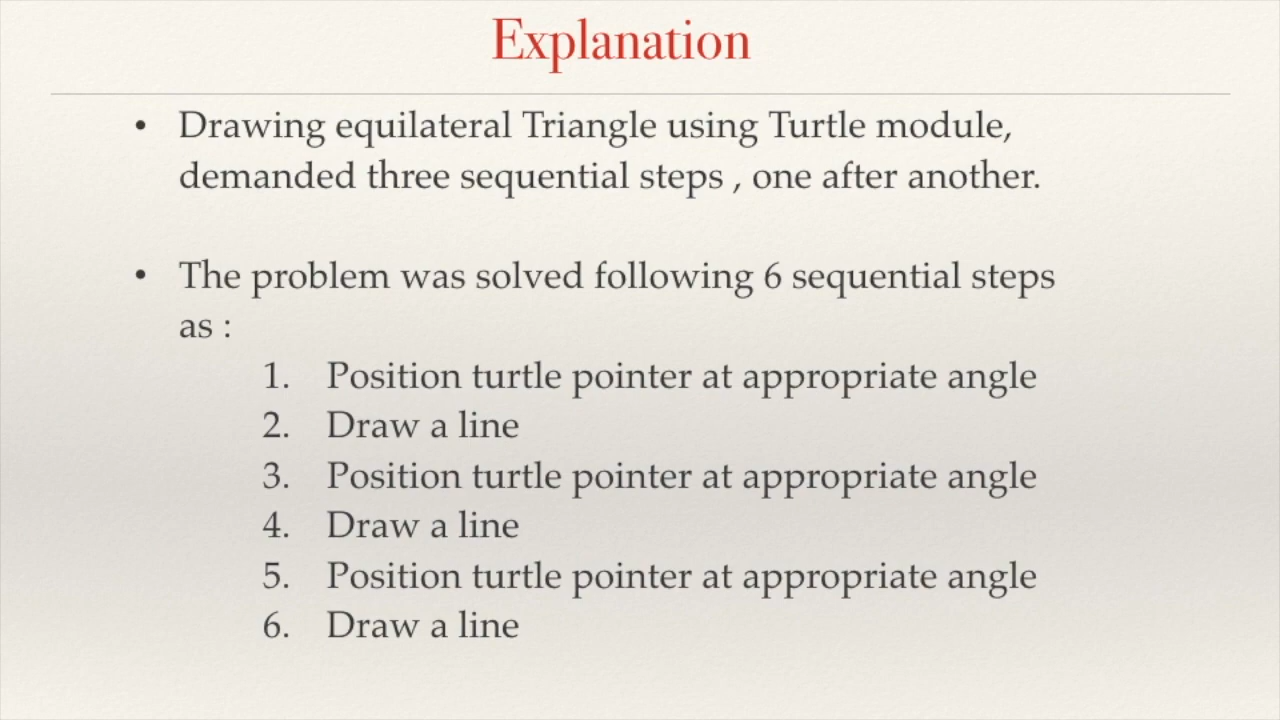 Explanation
• Drawing equilateral Triangle using Turtle module,
demanded three sequential steps , one after another.
• The problem was solved following 6 sequential steps
as :
1. Position turtle pointer at appropriate angle
2. Draw a line
3. Position turtle pointer at appropriate angle
4. Draw a line
5. Position turtle pointer at appropriate angle
6. Draw a line